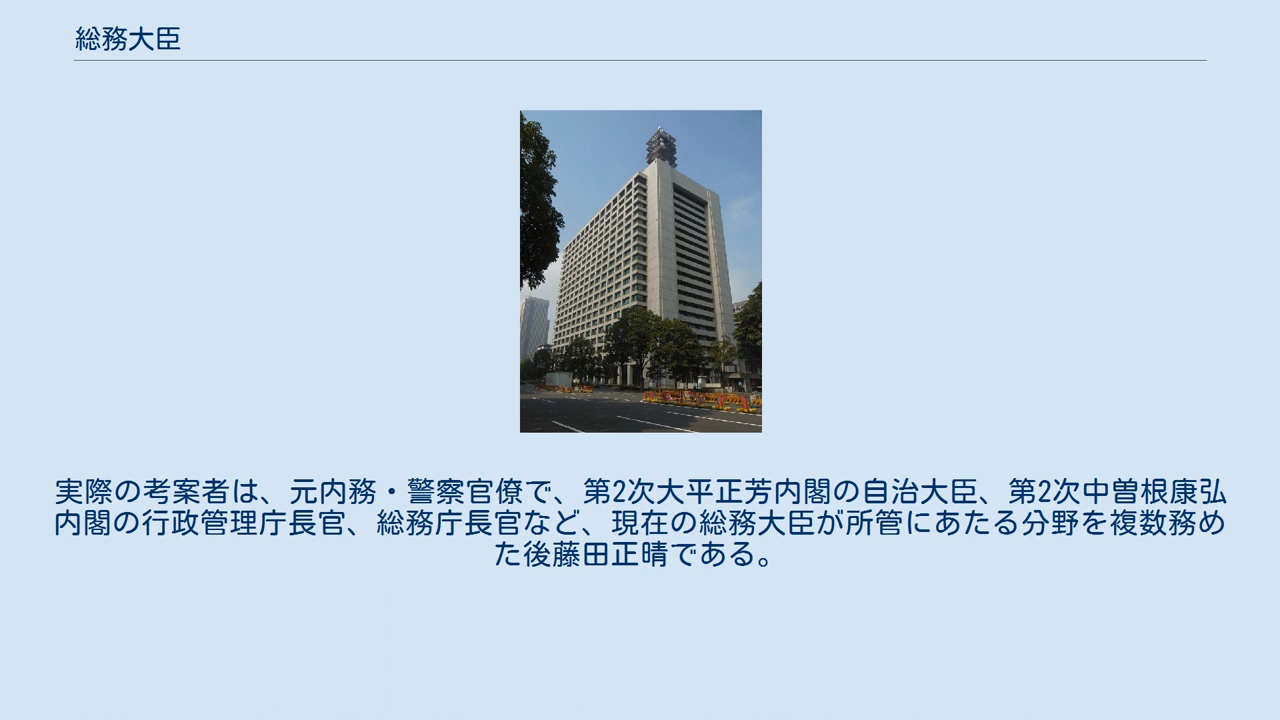 総務大臣
実際の考案者は、元内務・警察官僚で、第2次大平正芳内閣の自治大臣、第2次中曽根康弘
内閣の行政管理庁長官、総務庁長官など、現在の総務大臣が所管にあたる分野を複数務め
た後藤田正晴である。